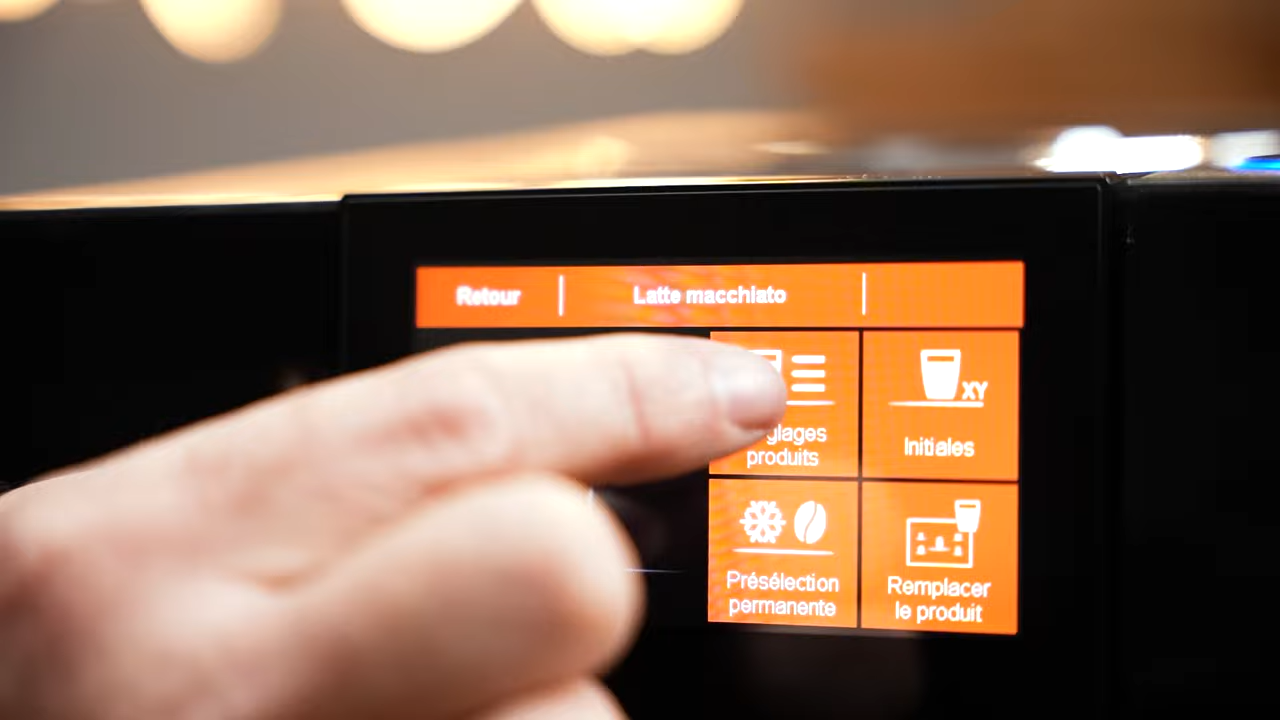 Retour
Latte macchiato
glages
produits
XY
Initiales
Présélection
permanente
Remplacer
le produit